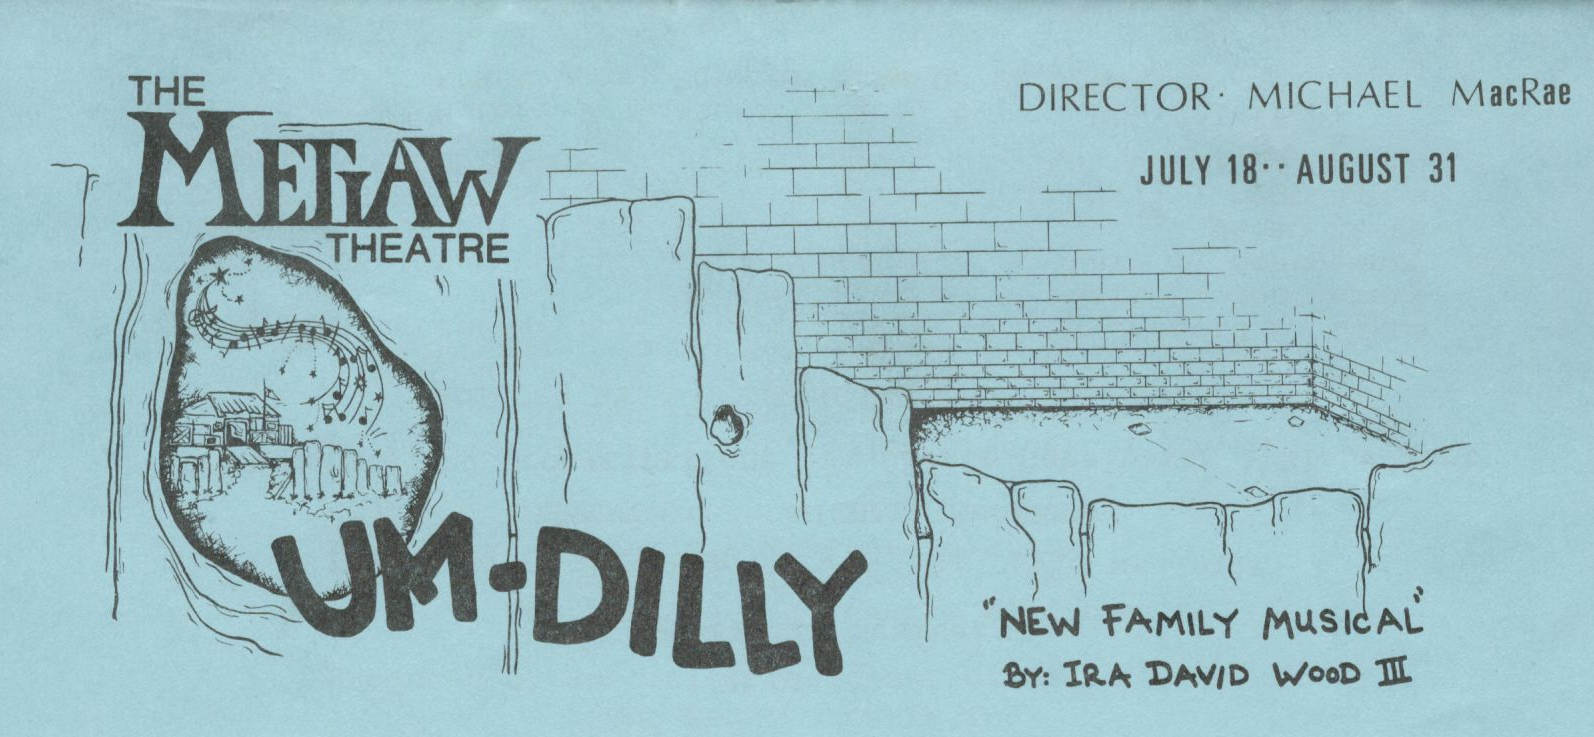 THE
MEGAW
THEATRE
DIRECTOR· MICHAEL MacRae
JULY 18·· AUGUST 31
UM-DILLY
"NEW FAMILY MUSICAL"
BY: IRA DAVID WOOD III